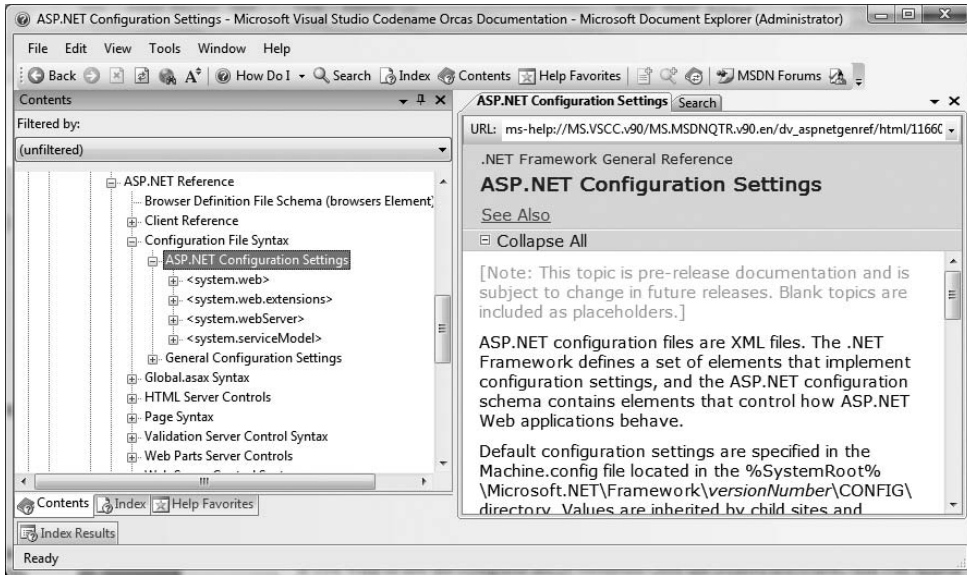 ASP.NET Configuration Settings - Microsoft Visual Studio Codename Orcas Documentation - Microsoft Document Explorer (Administrator)
File Edit View Tools Window Help
Back How Do I Search Index Contents Help Favorites MSDN Forums
Contents
Filtered by:
(unfiltered)
ASP.NET Reference
Browser Definition File Schema (browsers Element)
Client Reference
Configuration File Syntax
ASP.NET Configuration Settings
<system.web>
<system.web.extensions>
<system.webServer>
<system.serviceModel>
General Configuration Settings
Global.asax Syntax
HTML Server Controls
Page Syntax
Validation Server Control Syntax
Web Parts Server Controls
Contents Index Help Favorites
Index Results
Ready
ASP.NET Configuration Settings Search
URL: ms-help://MS.VSCC.v90/MS.MSDNQTR.v90.en/dv_aspnetgenref/html/1166
.NET Framework General Reference
ASP.NET Configuration Settings
See Also
Collapse All
[Note: This topic is pre-release documentation and is
subject to change in future releases. Blank topics are
included as placeholders.]
ASP.NET configuration files are XML files. The .NET
Framework defines a set of elements that implement
configuration settings, and the ASP.NET configuration
schema contains elements that control how ASP.NET
Web applications behave.
Default configuration settings are specified in the
Machine.config file located in the %SystemRoot%
\Microsoft.NET\Framework\versionNumber\CONFIG\
directory. Values are inherited by child sites and